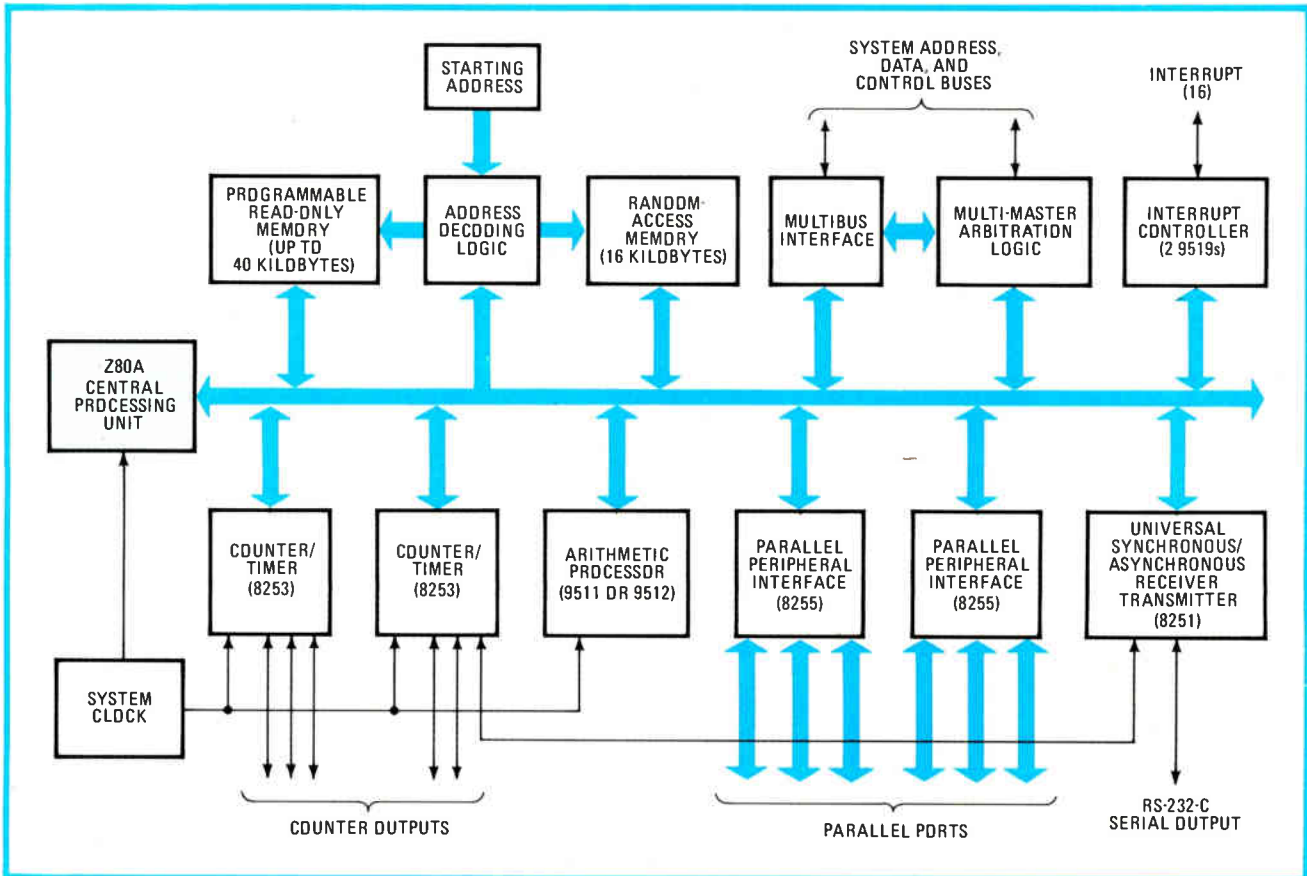 STARTING
ADDRESS
SYSTEM ADDRESS,
DATA, AND
CONTROL BUSES
INTERRUPT
(16)
PROGRAMMABLE
READ-ONLY
MEMORY
(UP TO
40 KILOBYTES)
ADDRESS
DECODING
LOGIC
RANDOM-
ACCESS
MEMORY
(16 KILOBYTES)
MULTIBUS
INTERFACE
MULTI-MASTER
ARBITRATION
LOGIC
INTERRUPT
CONTROLLER
(2 9519s)
Z80A
CENTRAL
PROCESSING
UNIT
COUNTER/
TIMER
(8253)
COUNTER/
TIMER
(8253)
ARITHMETIC
PROCESSOR
(9511 OR 9512)
PARALLEL
PERIPHERAL
INTERFACE
(8255)
PARALLEL
PERIPHERAL
INTERFACE
(8255)
UNIVERSAL
SYNCHRONOUS/
ASYNCHRONOUS
RECEIVER
TRANSMITTER
(8251)
SYSTEM
CLOCK
COUNTER OUTPUTS
PARALLEL PORTS
RS-232-C
SERIAL OUTPUT